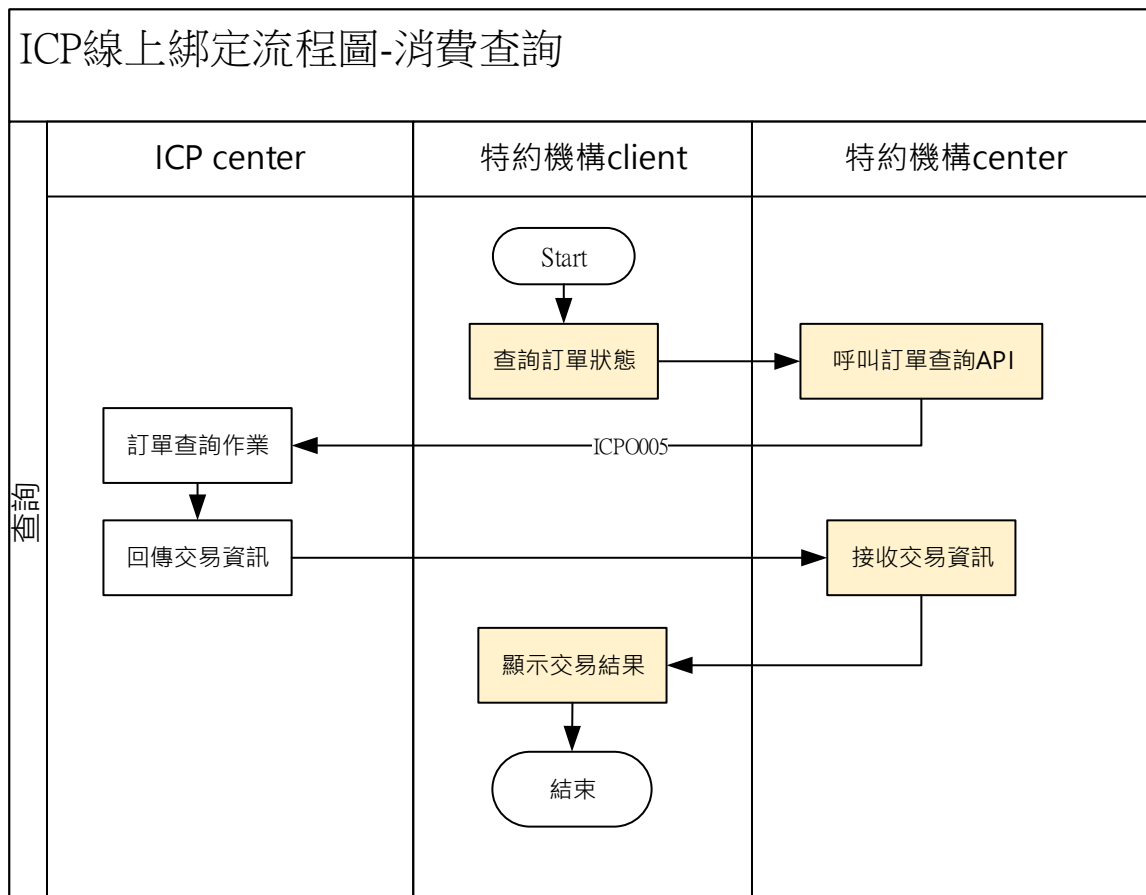 ICP線上綁定流程圖-消費查詢
ICP center
特約機構client
特約機構center
查詢
Start
查詢訂單狀態
呼叫訂單查詢API
訂單查詢作業
ICPO005
回傳交易資訊
接收交易資訊
顯示交易結果
結束